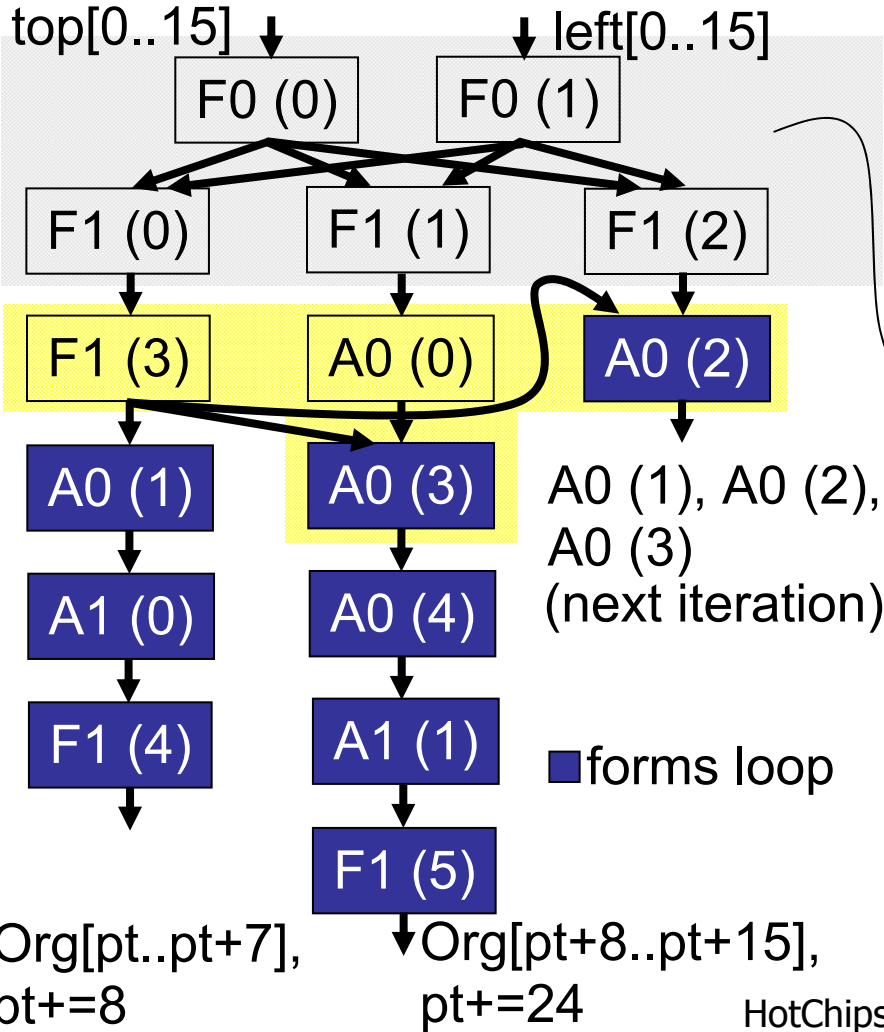 top[0..15] left[0..15]
F0 (0) F0 (1)
F1 (0) F1 (1) F1 (2)
F1 (3) A0 (0) A0 (2)
A0 (1) A0 (3) A0 (1), A0 (2),
A0 (3)
A1 (0) A0 (4) (next iteration)
F1 (4) A1 (1) forms loop
F1 (5)
Org[pt..pt+7], Org[pt+8..pt+15],
pt+=8 pt+=24 HotChips